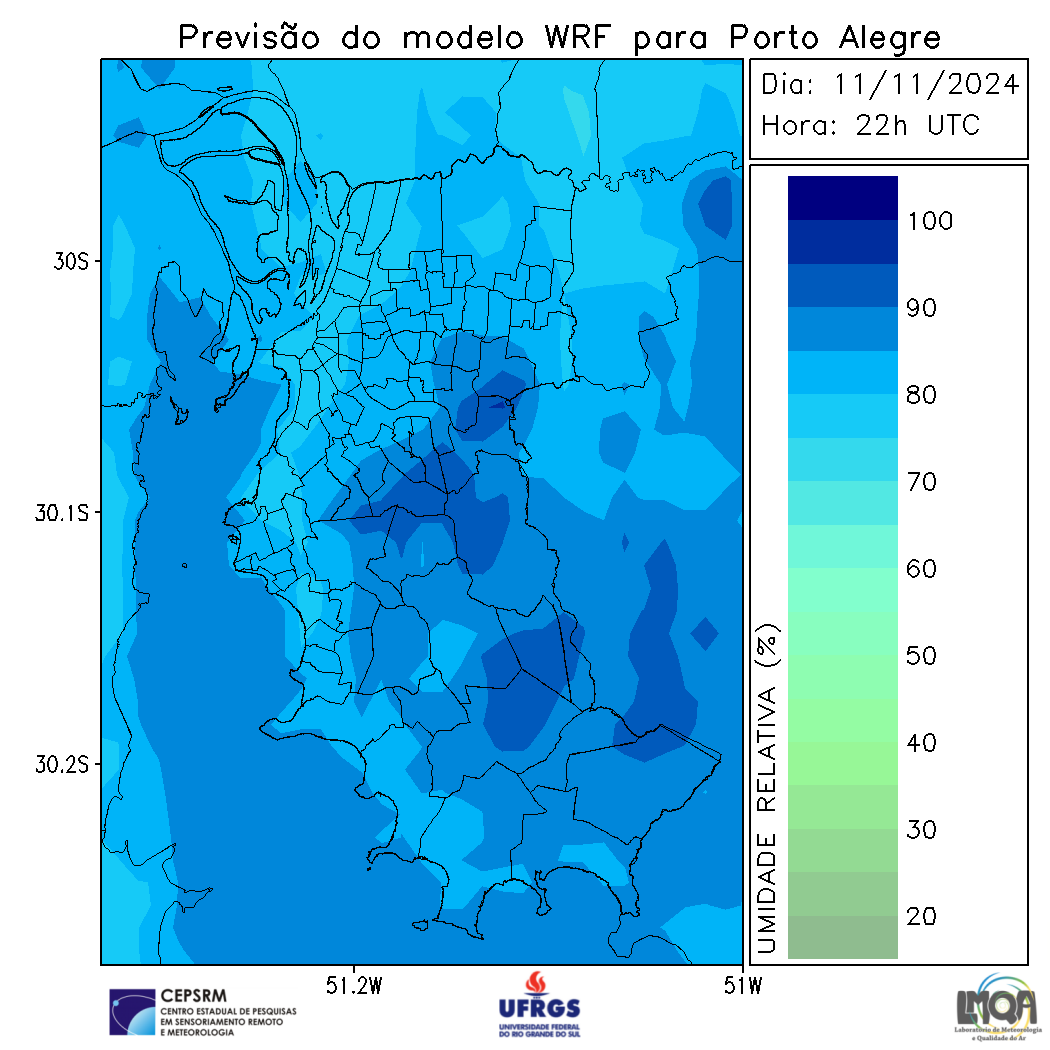 Previsão do modelo WRF para Porto Alegre
Dia: 11/11/2024
Hora: 22h UTC
30S
30.1S
30.2S
51.2W
51W
100
90
80
70
60
50
40
30
20
UMIDADE RELATIVA (%)
CEPSRM
CENTRO ESTADUAL DE PESQUISAS
EM SENSORIAMENTO REMOTO
E METEOROLOGIA
UFRGS
UNIVERSIDADE FEDERAL
DO RIO GRANDE DO SUL
LMQA
Laboratório de Meteorologia
e Qualidade do Ar